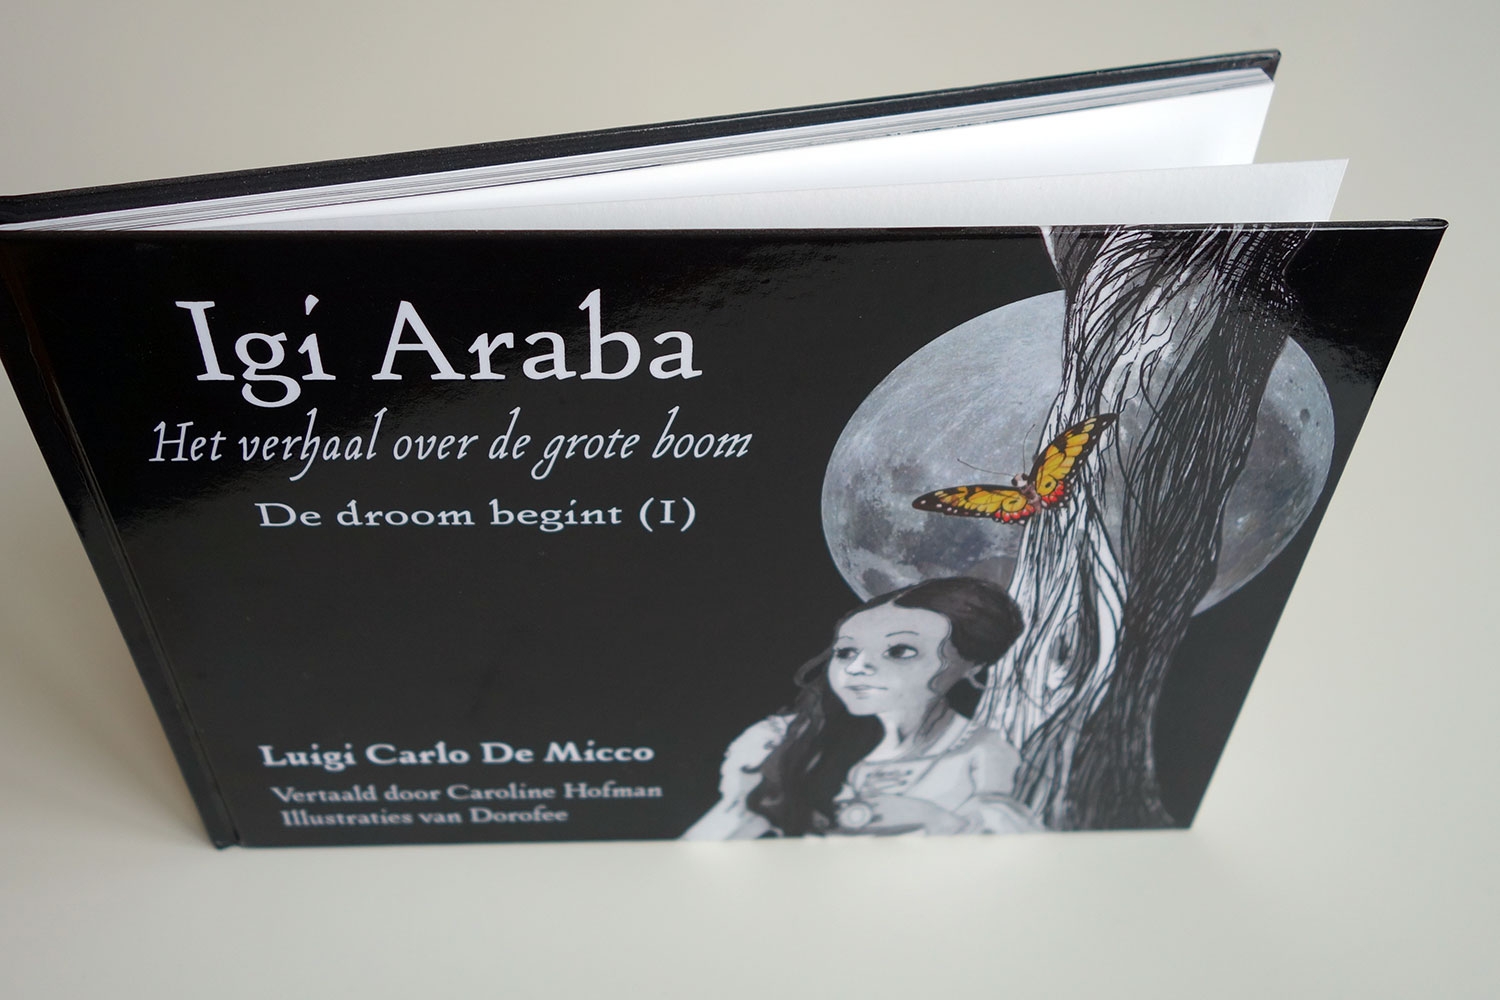 Igi Araba
Het verhaal over de grote boom
De droom begint (I)
Luigi Carlo De Micco
Vertaald door Caroline Hofman
Illustraties van Dorofee